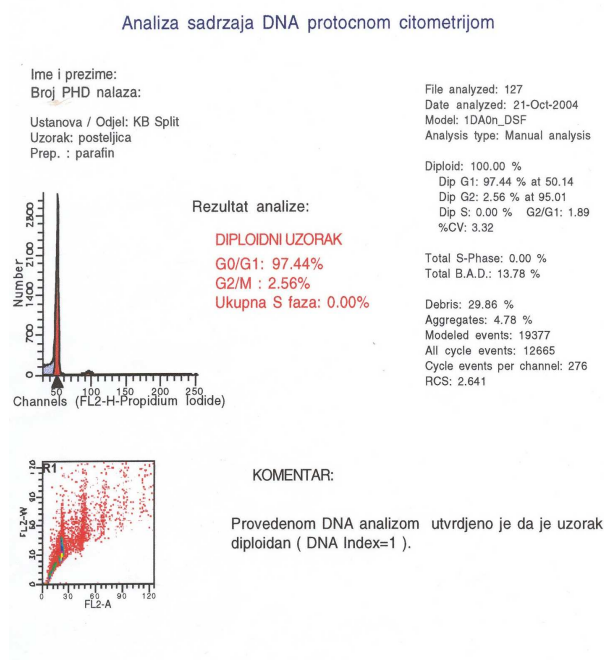 Analiza sadrzaja DNA protocnom citometrijom
Ime i prezime:
Broj PHD nalaza:
Ustanova / Odjel: KB Split
Uzorak: posteljica
Prep. : parafin
File analyzed: 127
Date analyzed: 21-Oct-2004
Model: 1DA0n_DSF
Analysis type: Manual analysis
Diploid: 100.00 %
Dip G1: 97.44 % at 50.14
Dip G2: 2.56 % at 95.01
Dip S: 0.00 % G2/G1: 1.89
%CV: 3.32
Total S-Phase: 0.00 %
Total B.A.D.: 13.78 %
Debris: 29.86 %
Aggregates: 4.78 %
Modeled events: 19377
All cycle events: 12665
Cycle events per channel: 276
RCS: 2.641
Rezultat analize:
DIPLOIDNI UZORAK
G0/G1: 97.44%
G2/M : 2.56%
Ukupna S faza: 0.00%
Number
0 700 1400 2100 2800
50 100 150 200 250
Channels (FL2-H-Propidium Iodide)
R1
FL2-W
0 30 60 90 120
FL2-A
KOMENTAR:
Provedenom DNA analizom utvrdjeno je da je uzorak
diploidan ( DNA Index=1 ).